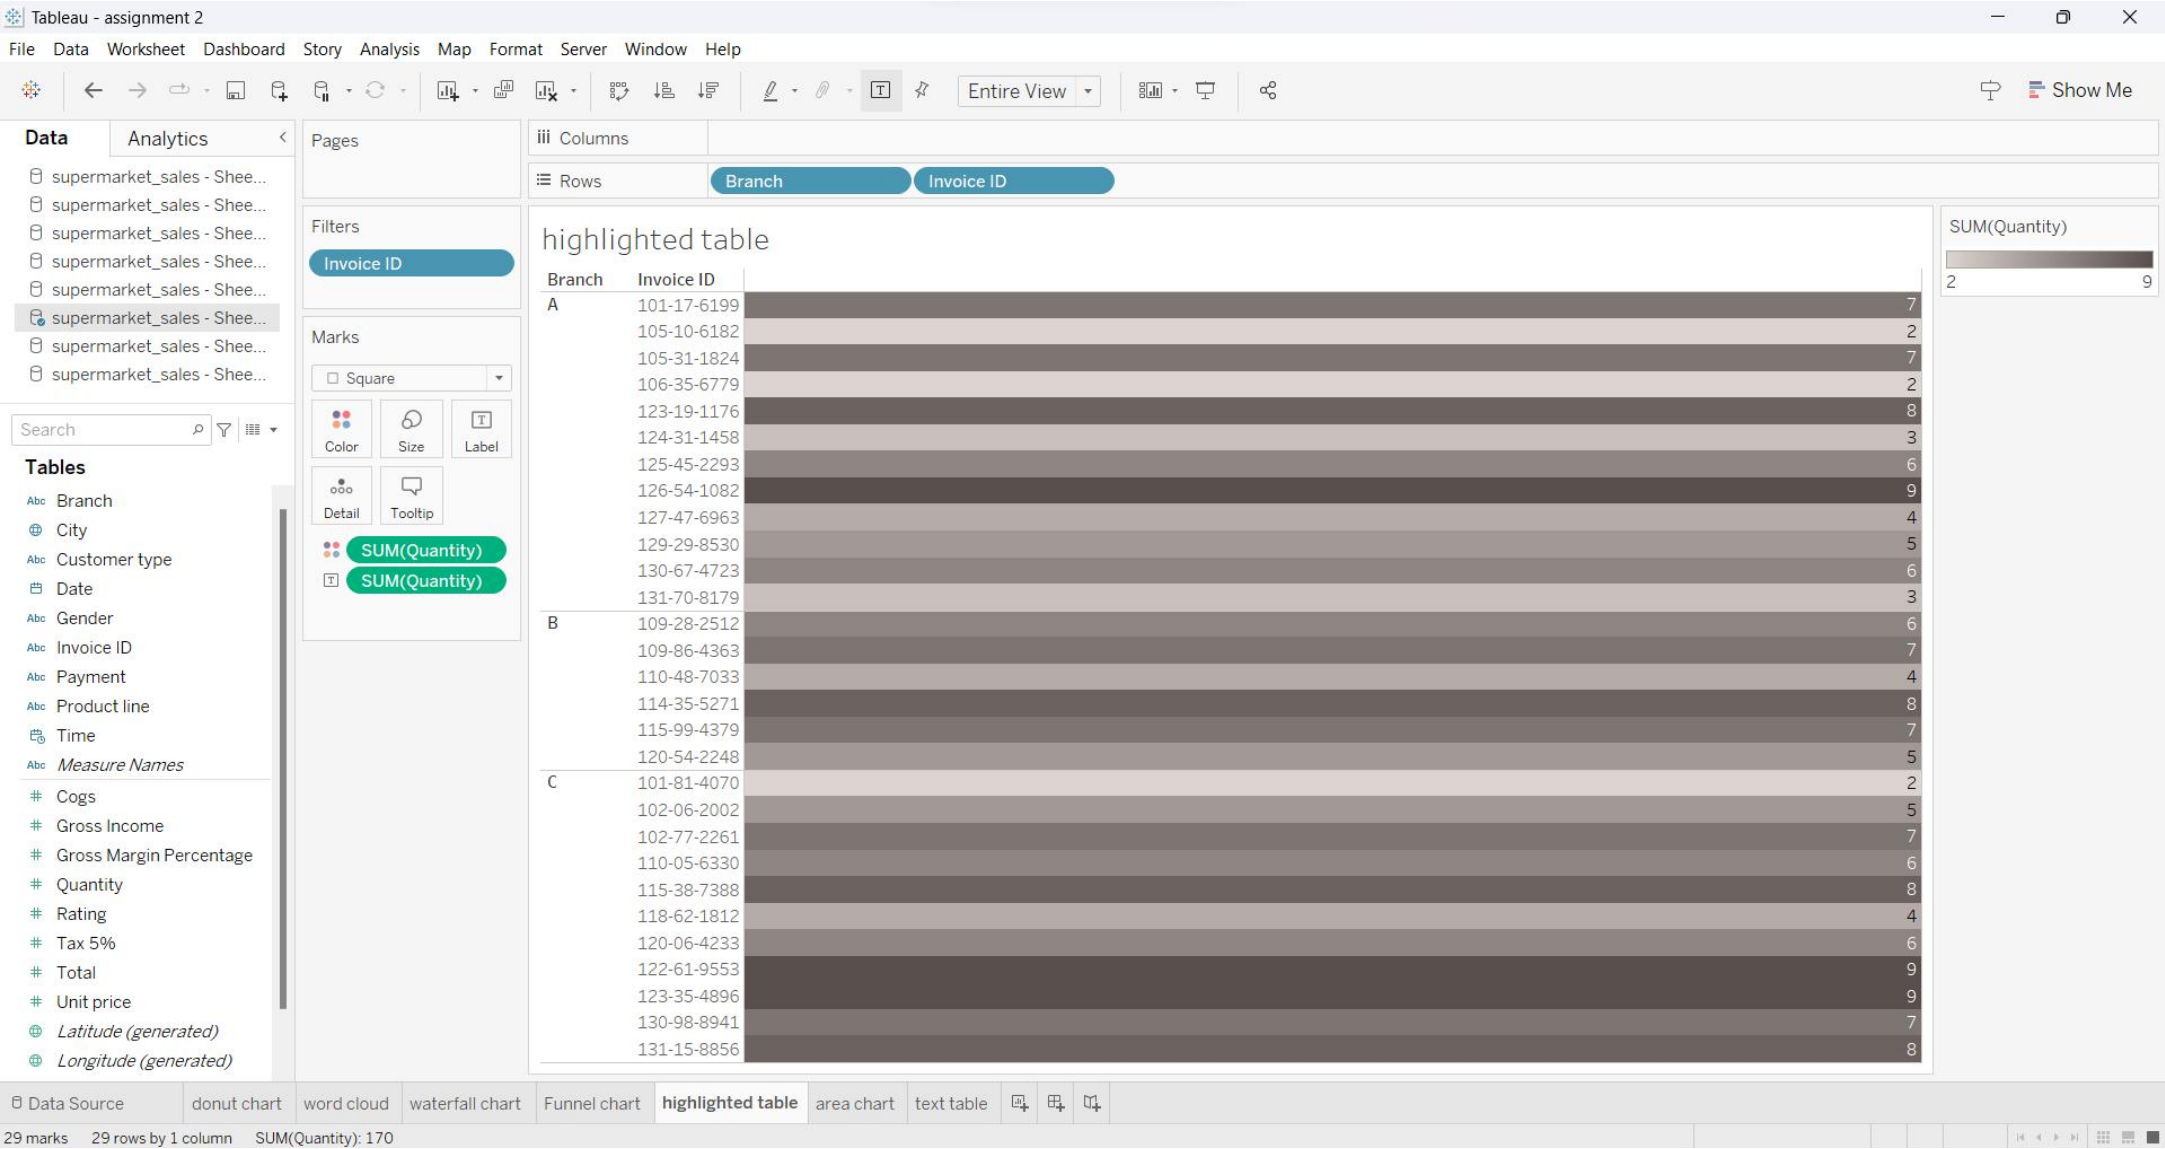 Tableau - assignment 2
File Data Worksheet Dashboard Story Analysis Map Format Server Window Help
Entire View
Show Me
Data Analytics
supermarket_sales - Shee...
supermarket_sales - Shee...
supermarket_sales - Shee...
supermarket_sales - Shee...
supermarket_sales - Shee...
supermarket_sales - Shee...
supermarket_sales - Shee...
supermarket_sales - Shee...
Search
Tables
Abc Branch
City
Abc Customer type
Date
Abc Gender
Abc Invoice ID
Abc Payment
Abc Product line
Time
Abc Measure Names
# Cogs
# Gross Income
# Gross Margin Percentage
# Quantity
# Rating
# Tax 5%
# Total
# Unit price
Latitude (generated)
Longitude (generated)
Pages
Filters
Invoice ID
Marks
Square
Color Size Label
Detail Tooltip
SUM(Quantity)
SUM(Quantity)
Columns
Rows Branch Invoice ID
highlighted table
Branch Invoice ID
A 101-17-6199 7
105-10-6182 2
105-31-1824 7
106-35-6779 2
123-19-1176 8
124-31-1458 3
125-45-2293 6
126-54-1082 9
127-47-6963 4
129-29-8530 5
130-67-4723 6
131-70-8179 3
B 109-28-2512 6
109-86-4363 7
110-48-7033 4
114-35-5271 8
115-99-4379 7
120-54-2248 5
C 101-81-4070 2
102-06-2002 5
102-77-2261 7
110-05-6330 6
115-38-7388 8
118-62-1812 4
120-06-4233 6
122-61-9553 9
123-35-4896 9
130-98-8941 7
131-15-8856 8
SUM(Quantity)
2 9
Data Source donut chart word cloud waterfall chart Funnel chart highlighted table area chart text table
29 marks 29 rows by 1 column SUM(Quantity): 170